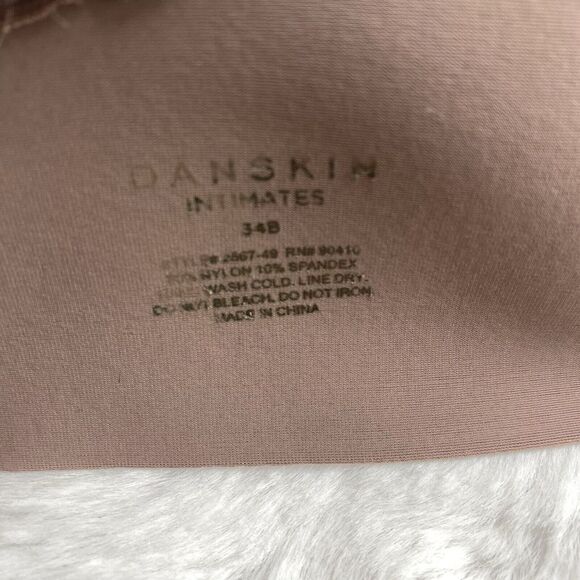 DANSKIN
INTIMATES
34B
STYLE# 2867-49 RN# 90410
NYLON 10% SPANDEX
WASH COLD. LINE DRY.
DO NOT BLEACH. DO NOT IRON.
MADE IN CHINA